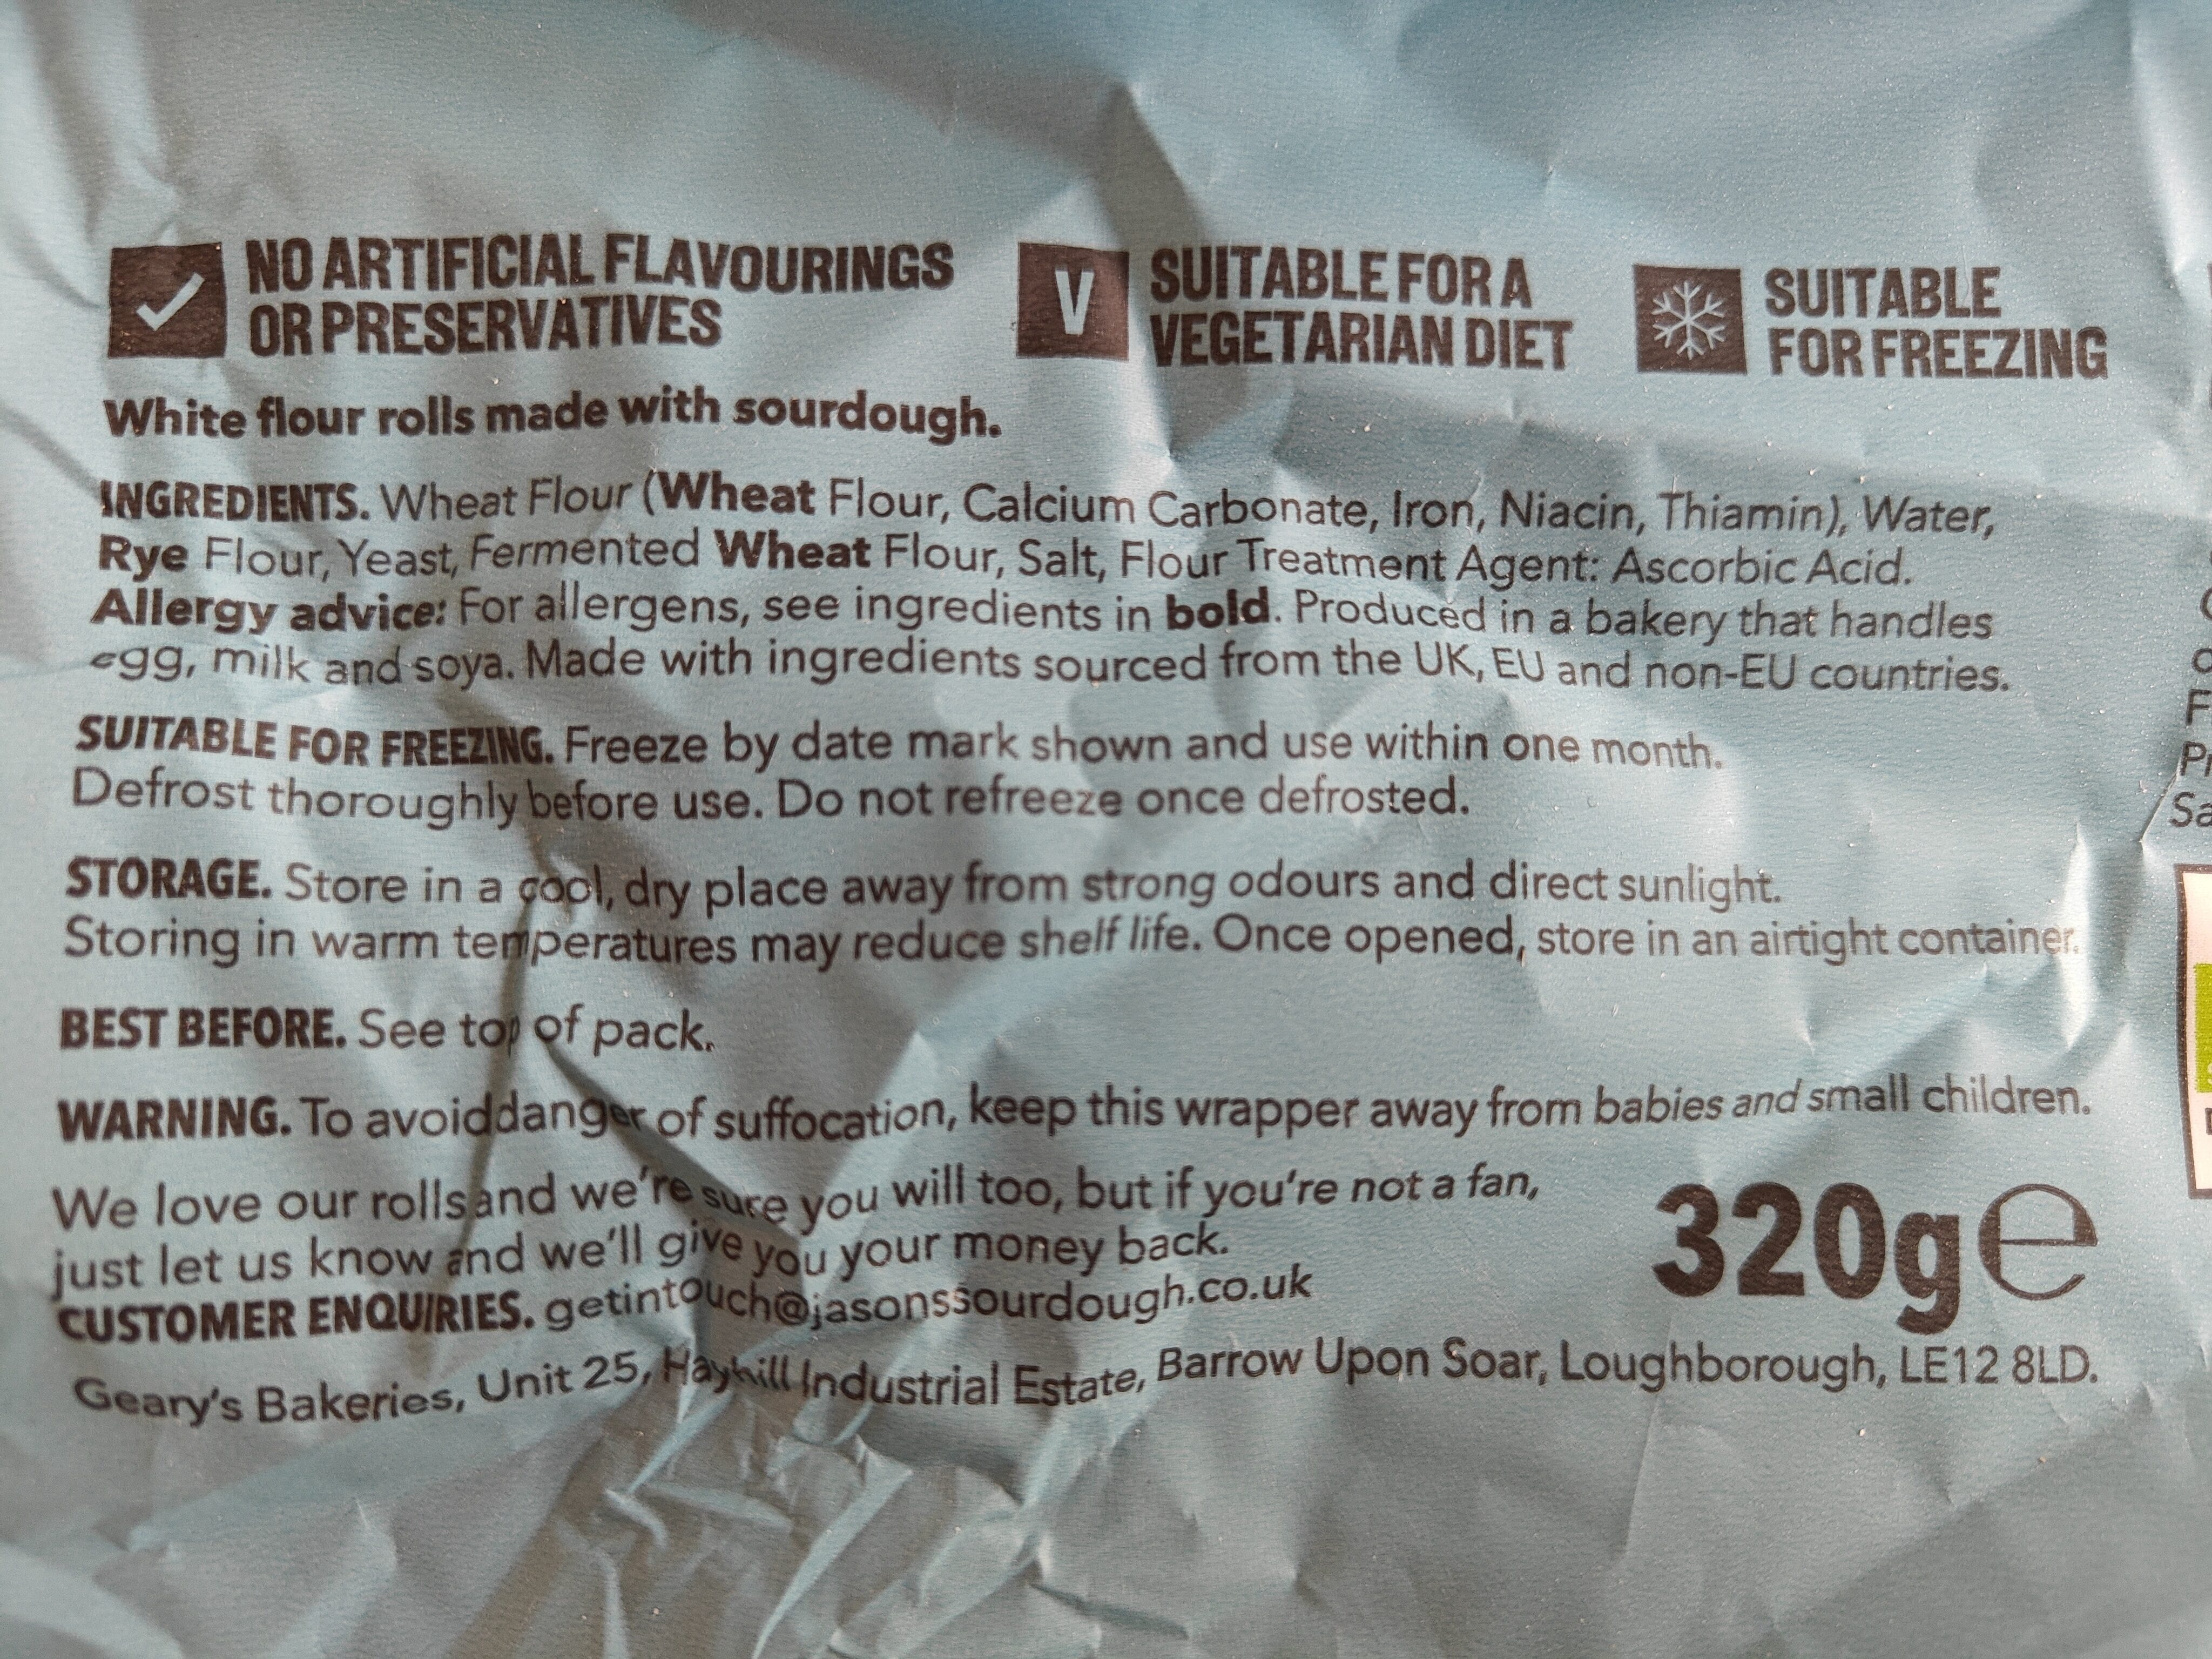 NO ARTIFICIAL FLAVOURINGS
OR PRESERVATIVES
V
SUITABLE FOR A
VEGETARIAN DIET
SUITABLE
FOR FREEZING
White flour rolls made with sourdough.
INGREDIENTS. Wheat Flour (Wheat Flour, Calcium Carbonate, Iron, Niacin, Thiamin), Water,
Rye Flour, Yeast, Fermented Wheat Flour, Salt, Flour Treatment Agent: Ascorbic Acid.
Allergy advice: For allergens, see ingredients in bold. Produced in a bakery that handles
egg, milk and soya. Made with ingredients sourced from the UK, EU and non-EU countries.
SUITABLE FOR FREEZING. Freeze by date mark shown and use within one month.
Defrost thoroughly before use. Do not refreeze once defrosted.
STORAGE. Store in a cool, dry place away from strong odours and direct sunlight.
Storing in warm temperatures may reduce shelf life. Once opened, store in an airtight container.
BEST BEFORE. See top of pack.
WARNING. To avoid danger of suffocation, keep this wrapper away from babies and small children.
We love our rolls and we're sure you will too, but if you're not a fan,
just let us know and we'll give you your money back.
CUSTOMER ENQUIRIES. getintouch@jasonssourdough.co.uk
320g e
Geary's Bakeries, Unit 25, Hayhill Industrial Estate, Barrow Upon Soar, Loughborough, LE12 8LD.